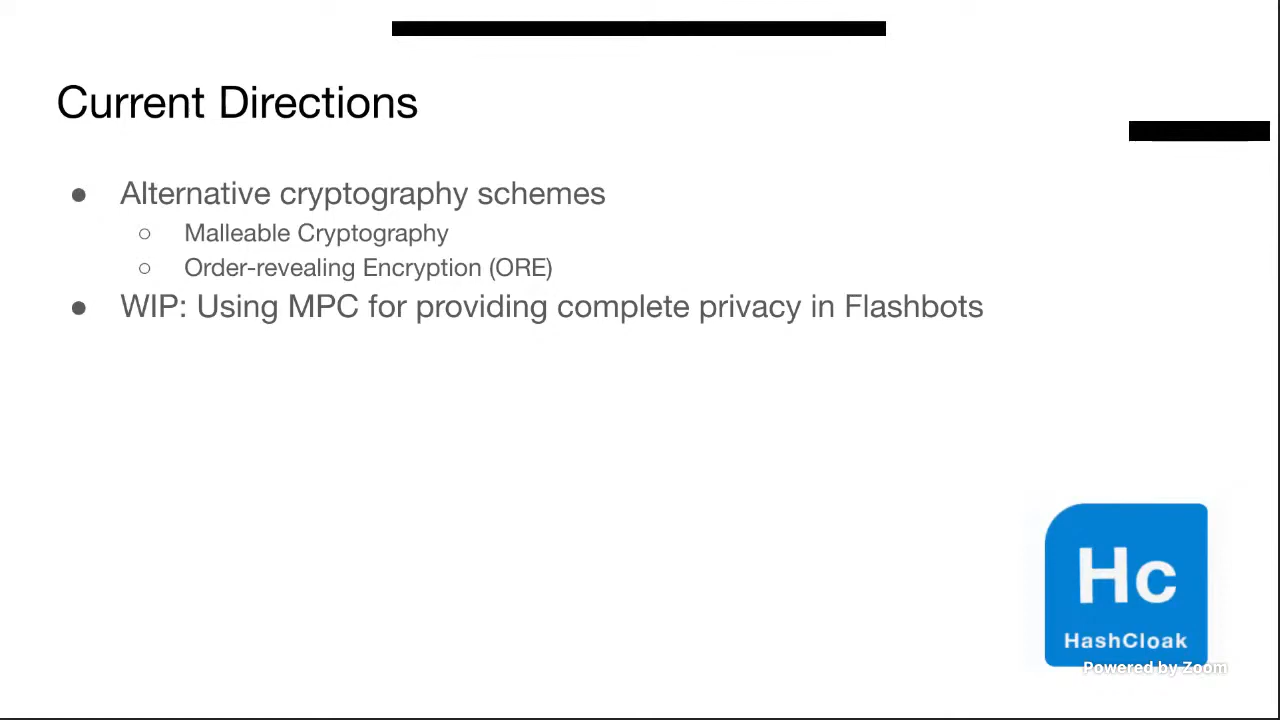 Current Directions
● Alternative cryptography schemes
○ Malleable Cryptography
○ Order-revealing Encryption (ORE)
● WIP: Using MPC for providing complete privacy in Flashbots
Hc
HashCloak
Powered by Zoom